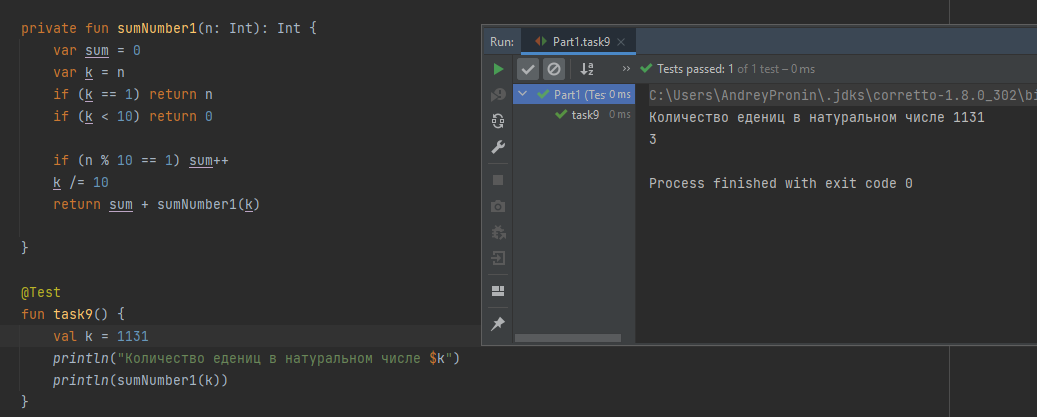 private fun sumNumber1(n: Int): Int {
var sum = 0
var k = n
if (k == 1) return n
if (k < 10) return 0
if (n % 10 == 1) sum++
k /= 10
return sum + sumNumber1(k)
}
@Test
fun task9() {
val k = 1131
println("Количество едениц в натуральном числе $k")
println(sumNumber1(k))
}
Run: Part1.task9
Tests passed: 1 of 1 test – 0 ms
Part1 (Tes 0 ms
task9 0 ms
C:\Users\AndreyPronin\.jdks\corretto-1.8.0_302\bi
Количество едениц в натуральном числе 1131
3
Process finished with exit code 0